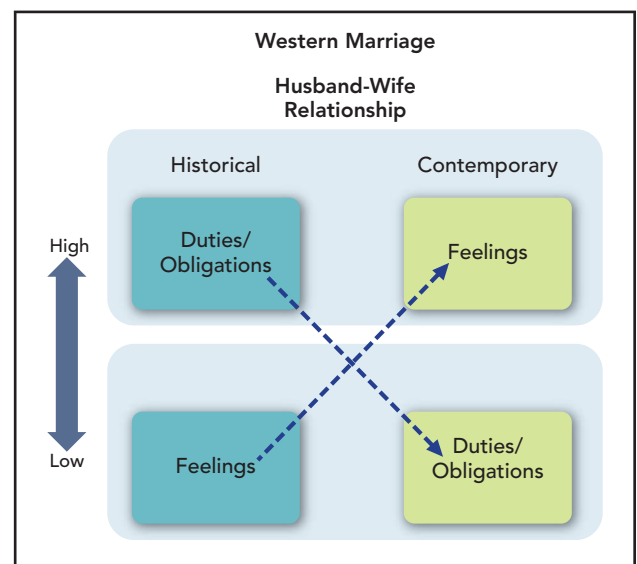 Western Marriage
Husband-Wife
Relationship
Historical
Contemporary
High
Duties/
Obligations
Feelings
Low
Feelings
Duties/
Obligations